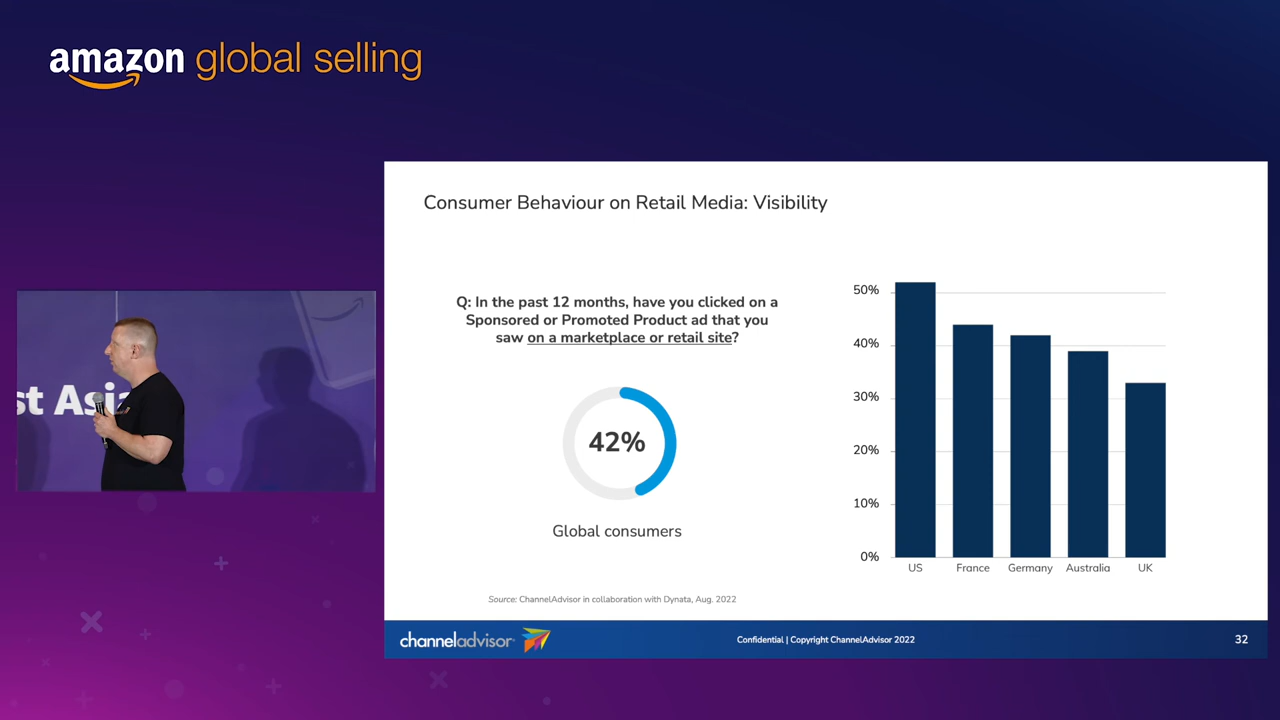 amazon global selling
Consumer Behaviour on Retail Media: Visibility
Q: In the past 12 months, have you clicked on a
Sponsored or Promoted Product ad that you
saw on a marketplace or retail site?
42%
Global consumers
Source: ChannelAdvisor in collaboration with Dynata, Aug. 2022
50%
40%
30%
20%
10%
0%
US France Germany Australia UK
st Asia
channeladvisor
Confidential | Copyright ChannelAdvisor 2022
32